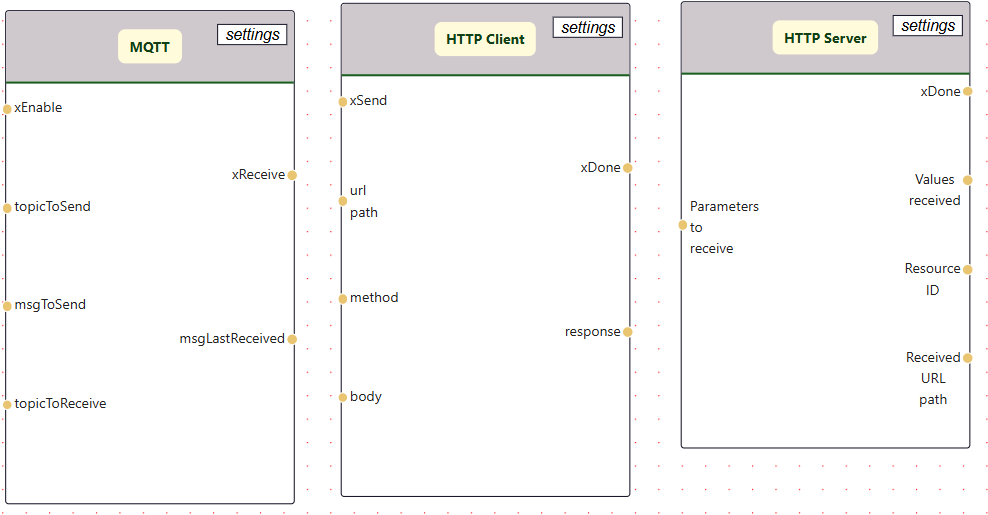 MQTT
settings
xEnable
xReceive
topicToSend
msgToSend
msgLastReceived
topicToReceive
HTTP Client
settings
xSend
xDone
url
path
method
response
body
HTTP Server
settings
xDone
Values
received
Parameters
to
receive
Resource
ID
Received
URL
path